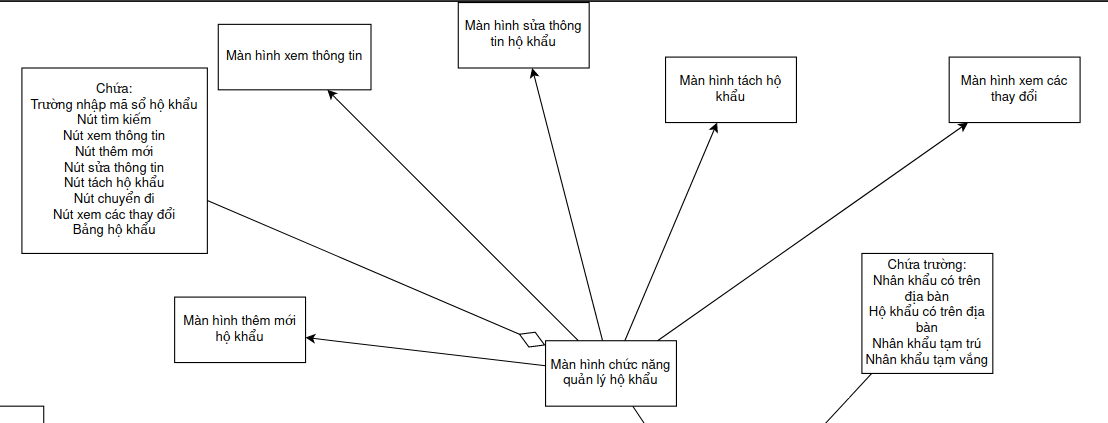 Màn hình sửa thông
tin hộ khẩu
Màn hình xem thông tin
Màn hình tách hộ
khẩu
Màn hình xem các
thay đổi
Chứa:
Trường nhập mã sổ hộ khẩu
Nút tìm kiếm
Nút xem thông tin
Nút thêm mới
Nút sửa thông tin
Nút tách hộ khẩu
Nút chuyển đi
Nút xem các thay đổi
Bảng hộ khẩu
Chứa trường:
Nhân khẩu có trên
địa bàn
Hộ khẩu có trên địa
bàn
Nhân khẩu tạm trú
Nhân khẩu tạm vắng
Màn hình thêm mới
hộ khẩu
Màn hình chức năng
quản lý hộ khẩu